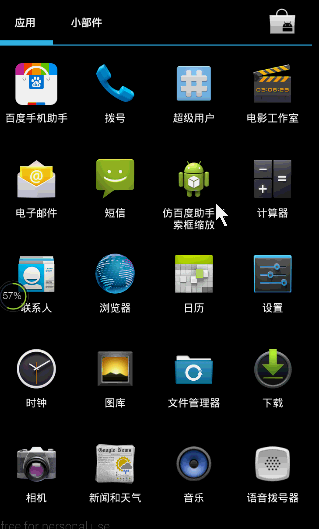 应用
小部件
百度手机助手
拨号
超级用户
电影工作室
电子邮件
短信
仿百度助手
索框缩放
计算器
57%
联系人
浏览器
日历
设置
时钟
图库
文件管理器
下载
相机
新闻和天气
音乐
语音拨号器
free for personal use